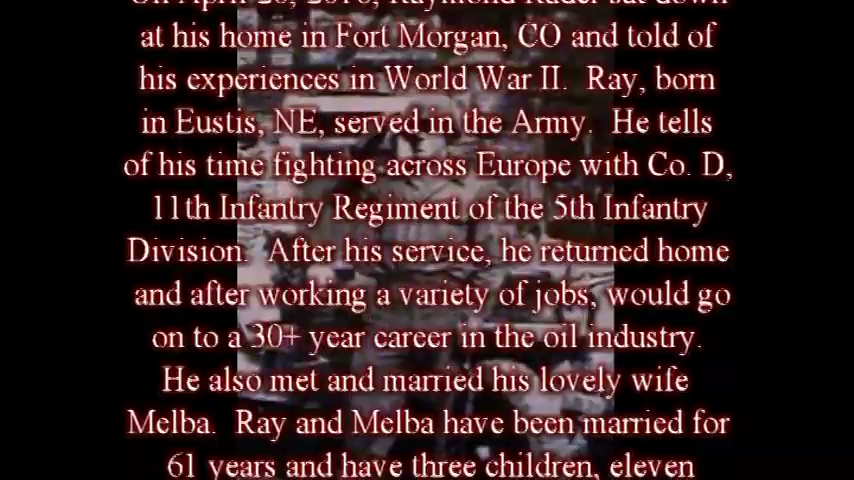 at his home in Fort Morgan, CO and told of
his experiences in World War II. Ray, born
in Eustis, NE, served in the Army. He tells
of his time fighting across Europe with Co. D,
11th Infantry Regiment of the 5th Infantry
Division. After his service, he returned home
and after working a variety of jobs, would go
on to a 30+ year career in the oil industry.
He also met and married his lovely wife
Melba. Ray and Melba have been married for
61 years and have three children, eleven